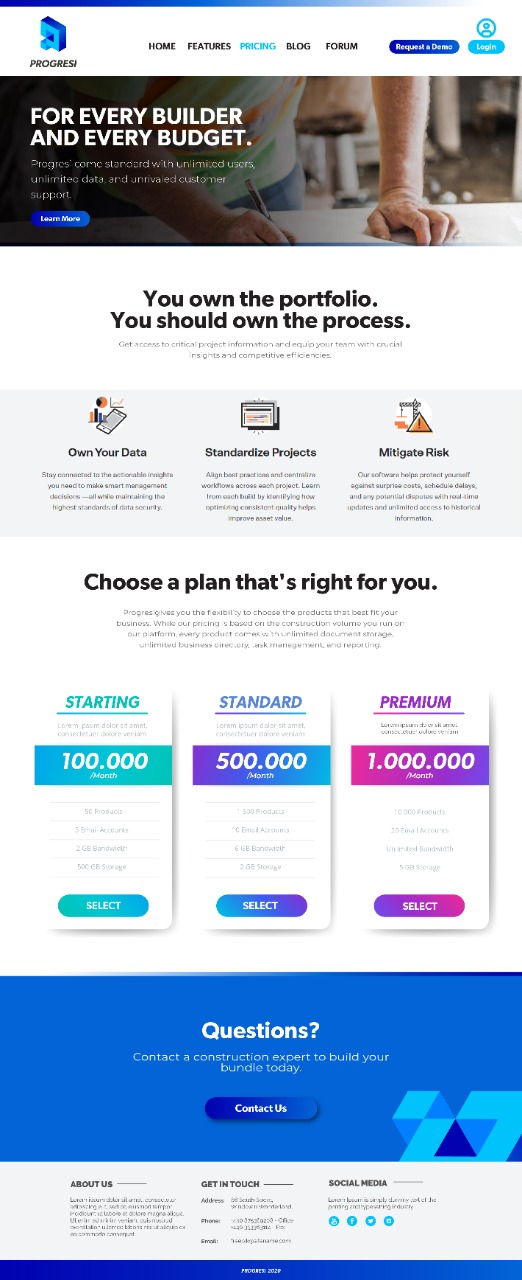 PROGRESI
HOME FEATURES PRICING BLOG FORUM
Request a Demo
Login
FOR EVERY BUILDER
AND EVERY BUDGET.
Progresi come standard with unlimited users,
unlimited data, and unrivaled customer
support.
Learn More
You own the portfolio.
You should own the process.
Get access to critical project information and equip your team with crucial
insights and competitive efficiencies.
Own Your Data
Stay connected to the actionable insights
you need to make smart management
decisions —all while maintaining the
highest standards of data security.
Standardize Projects
Align best practices and centralize
workflows across each project. Learn
from each build by identifying how
optimizing consistent quality helps
improve asset value.
Mitigate Risk
Our software helps protect yourself
against surprise costs, schedule delays,
and any potential disputes with real-time
updates and unlimited access to historical
information.
Choose a plan that's right for you.
Progresigives you the flexibility to choose the products that best fit your
business. While our pricing is based on the construction volume you run on
our platform, every product comes with unlimited document storage,
unlimited business directory, task management, and reporting.
STARTING
Lorem ipsum dolor sit amet,
consectetuer dolore veniam
100.000
/Month
50 Products
5 Email Accounts
2 GB Bandwidth
500 GB Storage
SELECT
STANDARD
Lorem ipsum dolor sit amet,
consectetuer dolore veniam
500.000
/Month
1 500 Products
10 Email Accounts
6 GB Bandwidth
2 GB Storage
SELECT
PREMIUM
Lorem ipsum dolor sit amet,
consectetuer dolore veniam
1.000.000
/Month
10 000 Products
20 Email Accounts
Unlimited Bandwidth
5 GB Storage
SELECT
Questions?
Contact a construction expert to build your
bundle today.
Contact Us
ABOUT US
Lorem ipsum dolor sit amet, consectetur
adipiscing elit, sed do eiusmod tempor
incididunt ut labore et dolore magna aliqua.
Ut enim ad minim veniam, quis nostrud
exercitation ullamco laboris nisi ut aliquip ex
ea commodo consequat
GET IN TOUCH
Address:
Phone:
Email:
SOCIAL MEDIA
Lorem Ipsum is simply dummy text of the
printing and typesetting industry
PROGRESI 2020